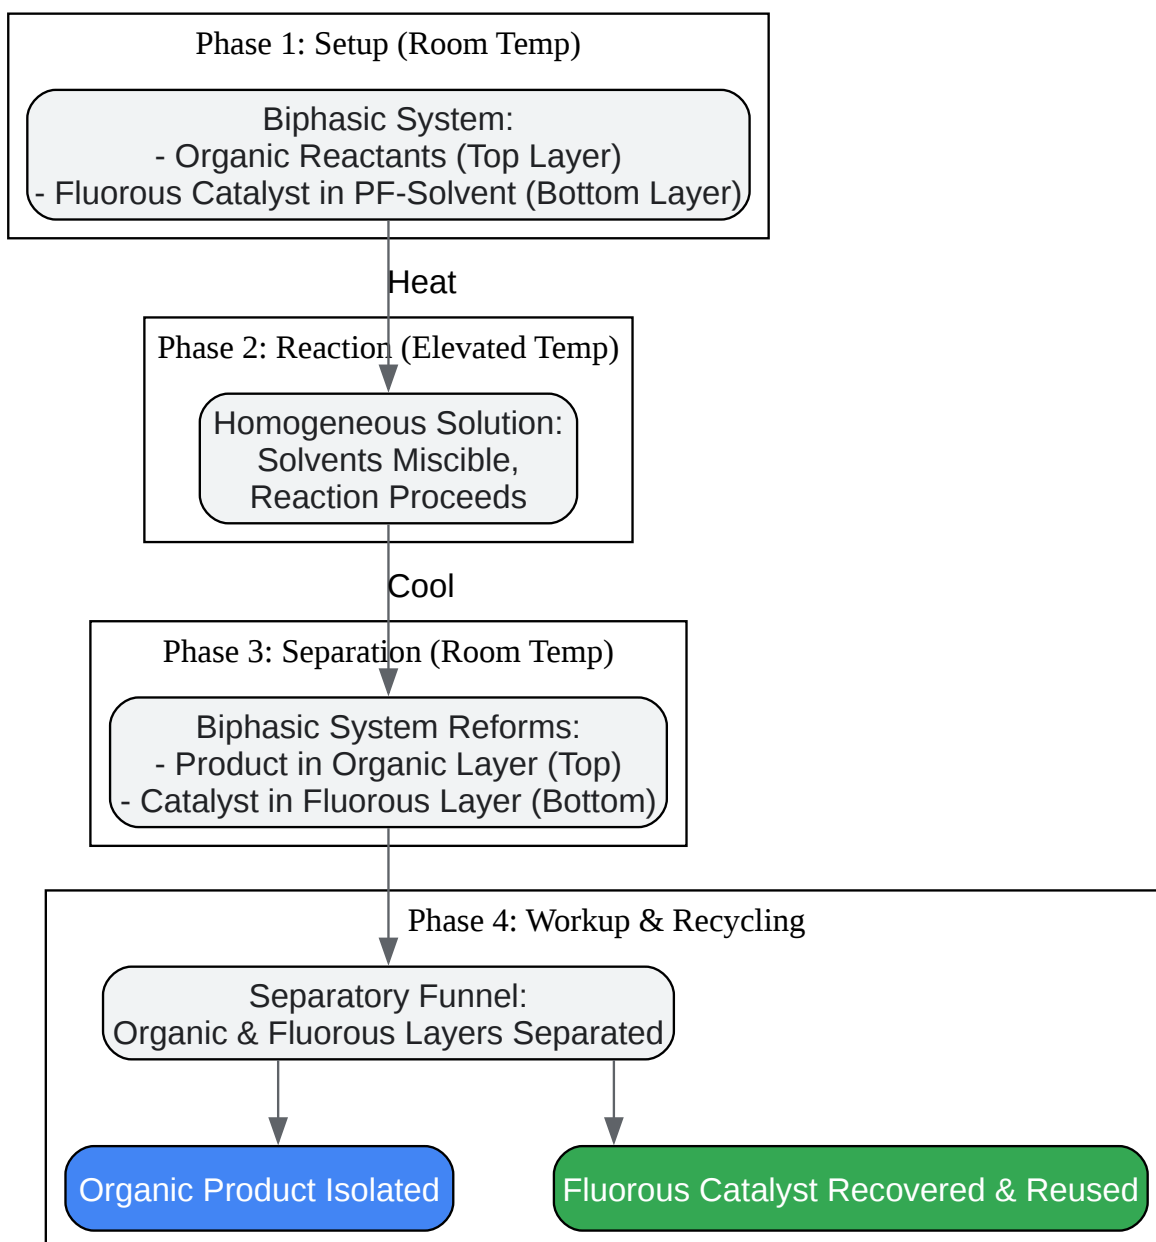 Phase 1: Setup (Room Temp)
Biphasic System:
- Organic Reactants (Top Layer)
- Fluorous Catalyst in PF-Solvent (Bottom Layer)
Heat
Phase 2: Reaction (Elevated Temp)
Homogeneous Solution:
Solvents Miscible,
Reaction Proceeds
Cool
Phase 3: Separation (Room Temp)
Biphasic System Reforms:
- Product in Organic Layer (Top)
- Catalyst in Fluorous Layer (Bottom)
Phase 4: Workup & Recycling
Separatory Funnel:
Organic & Fluorous Layers Separated
Organic Product Isolated
Fluorous Catalyst Recovered & Reused